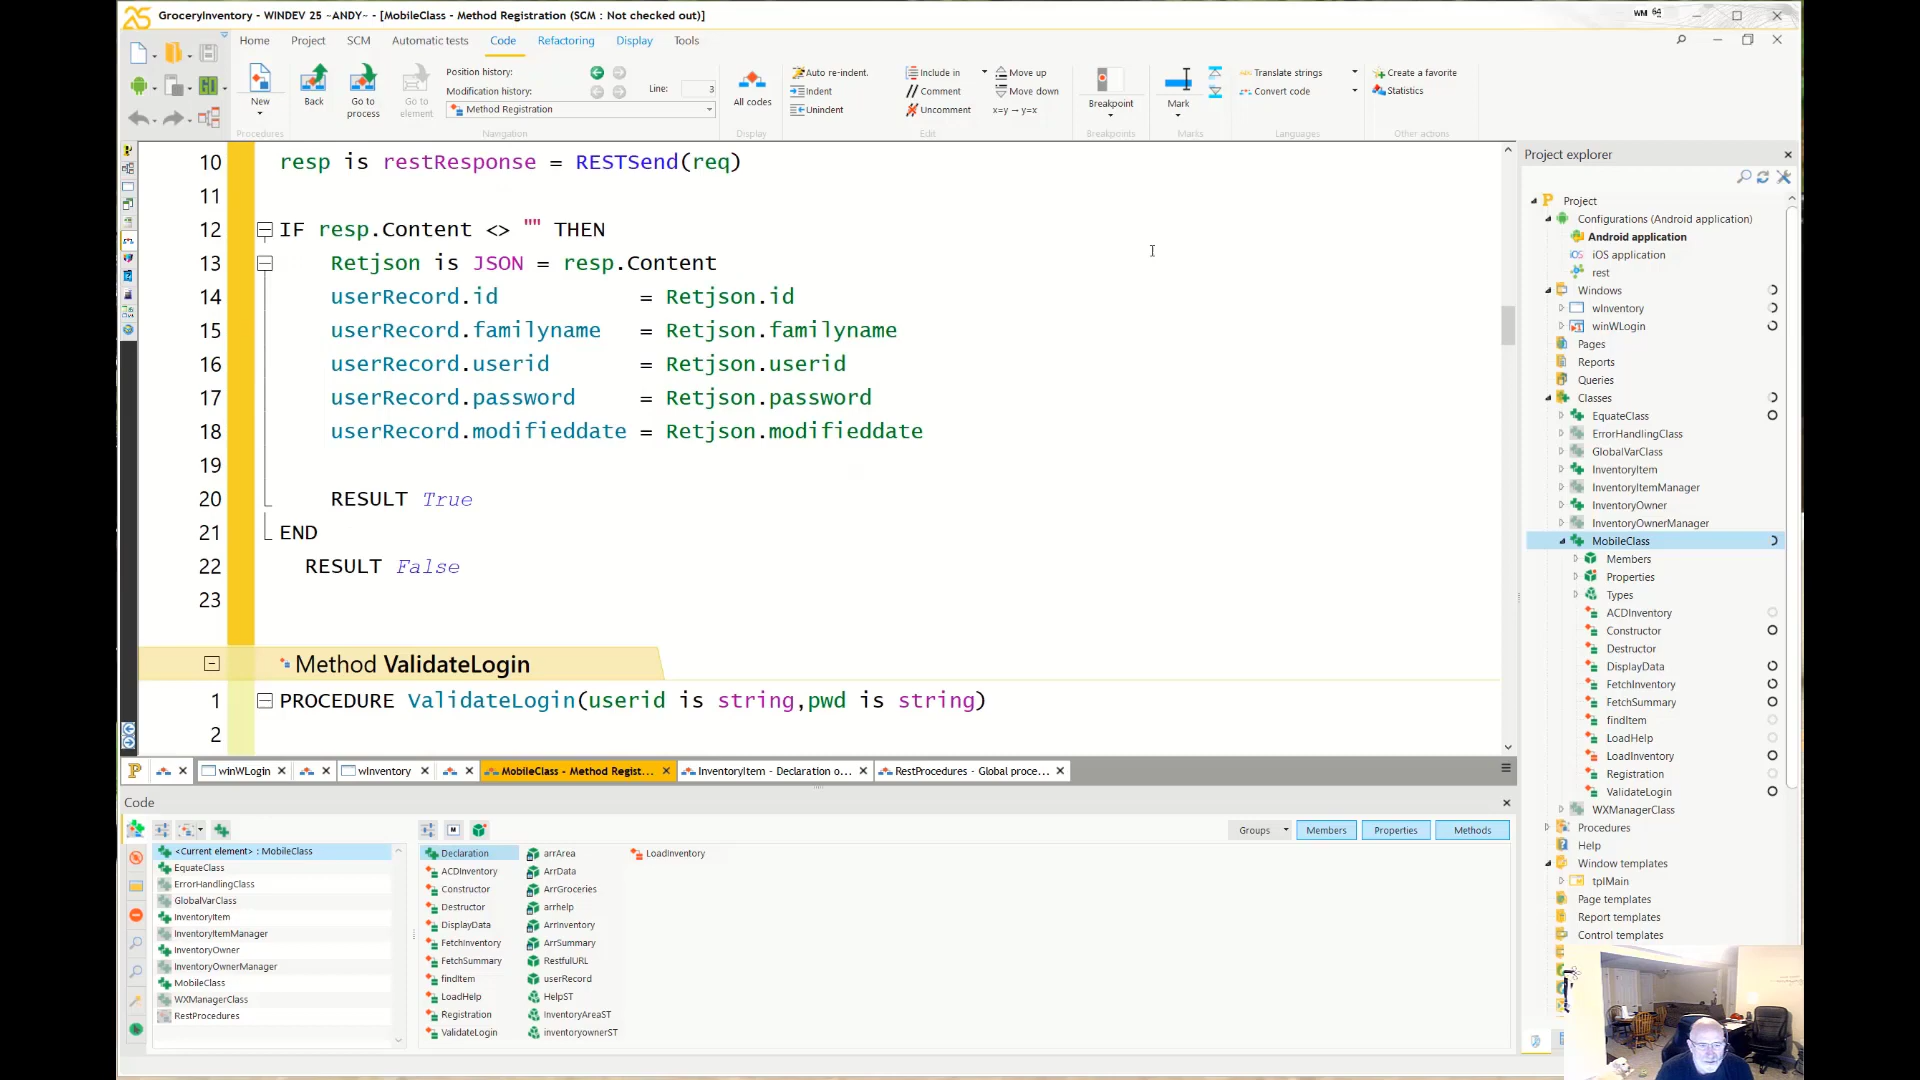 GroceryInventory - WINDEV 25 ~ANDY~ - [MobileClass - Method Registration (SCM : Not checked out)]
WM 64
Home Project SCM Automatic tests Code Refactoring Display Tools
New
Back
Go to process
Go to element
Position history:
Modification history:
Line: 3
Method Registration
All codes
Auto re-indent.
Indent
Unindent
Include in
Comment
Uncomment
Move up
Move down
x=y → y=x
Breakpoint
Mark
Translate strings
Convert code
Create a favorite
Statistics
Procedures Navigation Display Edit Breakpoints Marks Languages Other actions
10 resp is restResponse = RESTSend(req)
11
12 IF resp.Content <> "" THEN
13 Retjson is JSON = resp.Content
14 userRecord.id = Retjson.id
15 userRecord.familyname = Retjson.familyname
16 userRecord.userid = Retjson.userid
17 userRecord.password = Retjson.password
18 userRecord.modifieddate = Retjson.modifieddate
19
20 RESULT True
21 END
22 RESULT False
23
Method ValidateLogin
1 PROCEDURE ValidateLogin(userid is string,pwd is string)
2
winWLogin
wInventory
MobileClass - Method Regist...
InventoryItem - Declaration o...
RestProcedures - Global proce...
Code
Groups Members Properties Methods
<Current element> : MobileClass
EquateClass
ErrorHandlingClass
GlobalVarClass
InventoryItem
InventoryItemManager
InventoryOwner
InventoryOwnerManager
MobileClass
WXManagerClass
RestProcedures
Declaration
ACDInventory
Constructor
Destructor
DisplayData
FetchInventory
FetchSummary
findItem
LoadHelp
Registration
ValidateLogin
arrArea
ArrData
ArrGroceries
arrhelp
ArrInventory
ArrSummary
RestfulURL
userRecord
HelpST
InventoryAreaST
inventoryownerST
LoadInventory
Project explorer
Project
Configurations (Android application)
Android application
iOS application
rest
Windows
wInventory
winWLogin
Pages
Reports
Queries
Classes
EquateClass
ErrorHandlingClass
GlobalVarClass
InventoryItem
InventoryItemManager
InventoryOwner
InventoryOwnerManager
MobileClass
Members
Properties
Types
ACDInventory
Constructor
Destructor
DisplayData
FetchInventory
FetchSummary
findItem
LoadHelp
LoadInventory
Registration
ValidateLogin
WXManagerClass
Procedures
Help
Window templates
tplMain
Page templates
Report templates
Control templates